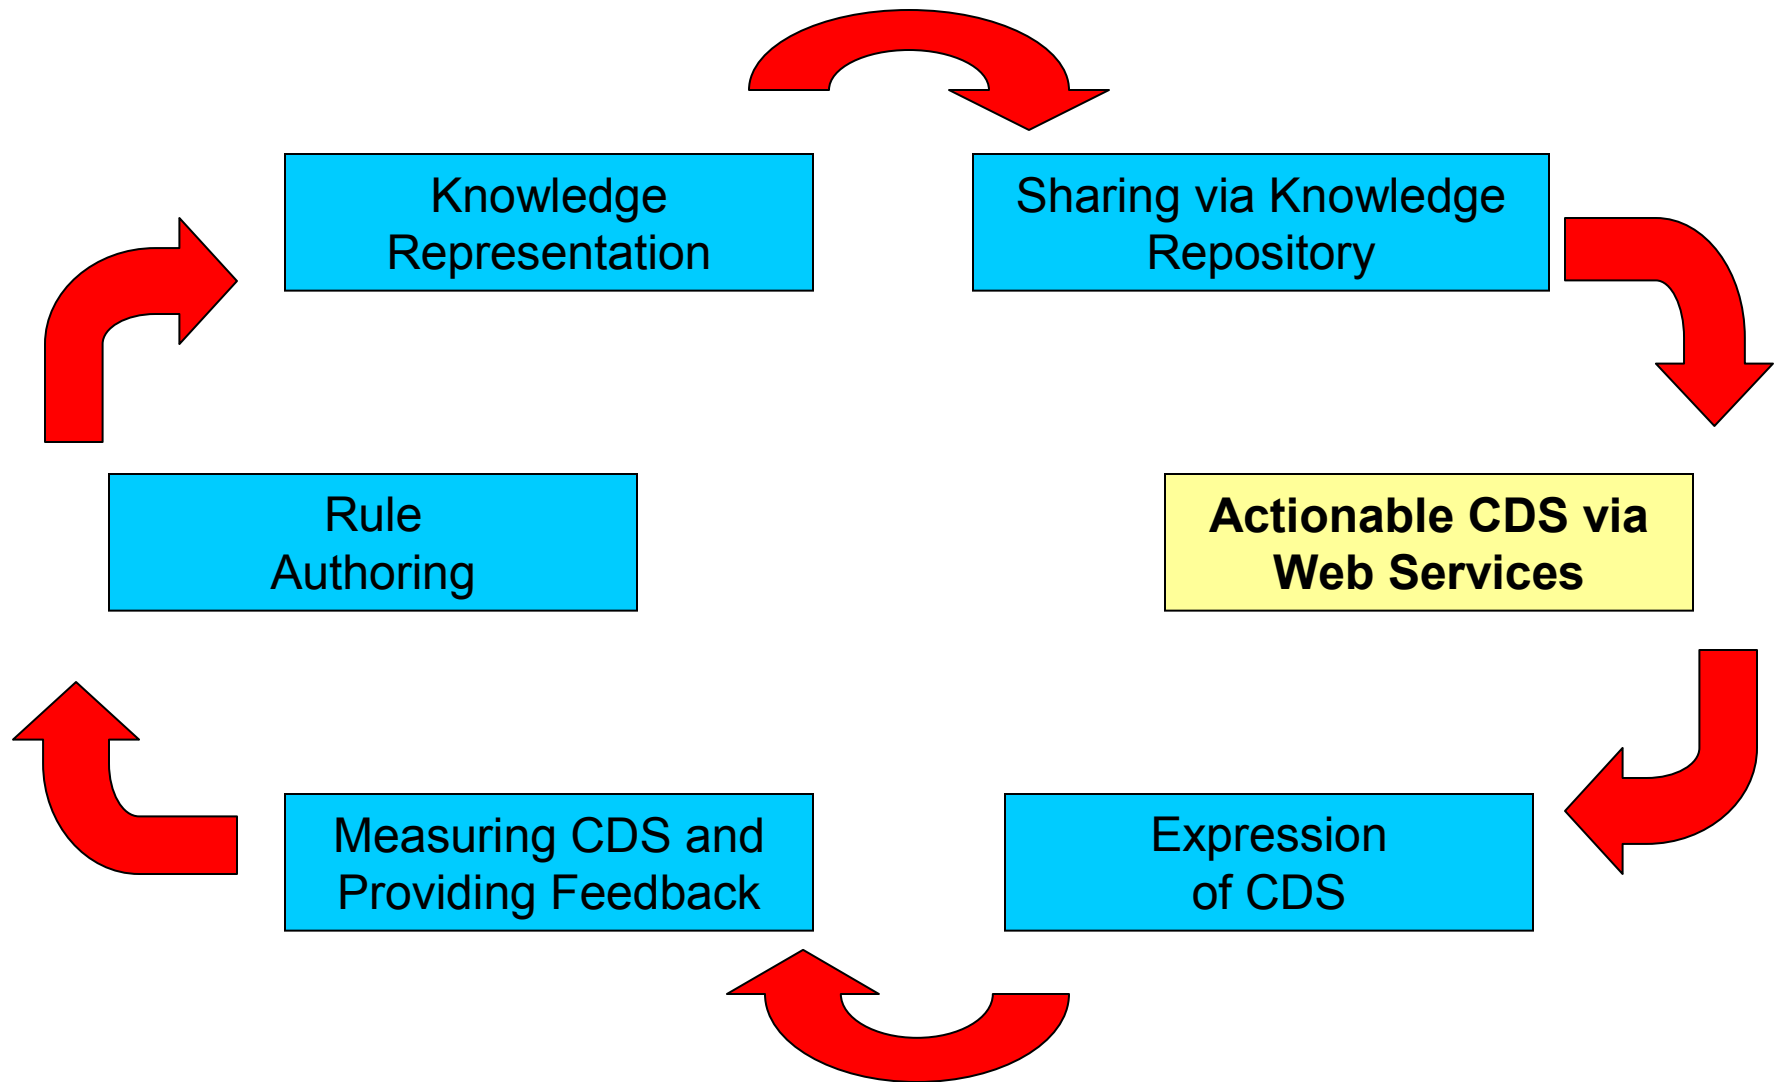 Knowledge
Representation
Sharing via Knowledge
Repository
Rule
Authoring
Actionable CDS via
Web Services
Measuring CDS and
Providing Feedback
Expression
of CDS